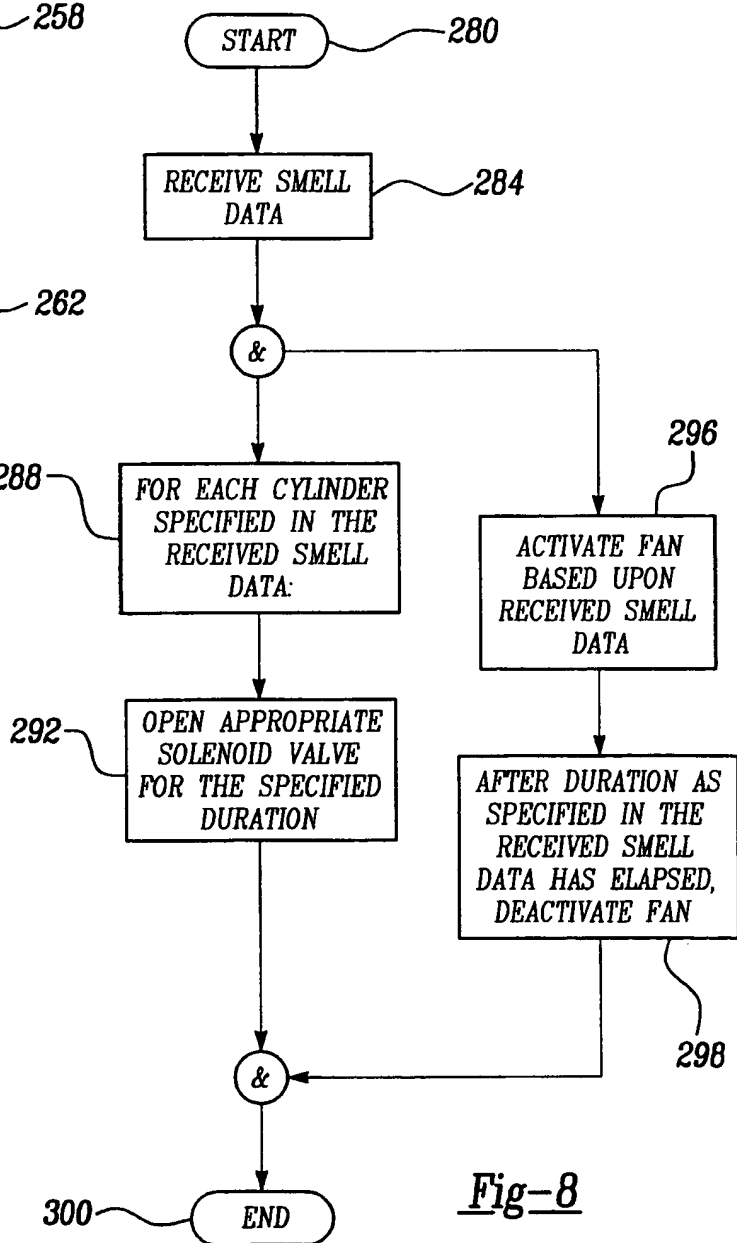 258
START
280
RECEIVE SMELL
DATA
284
262
&
288
FOR EACH CYLINDER
SPECIFIED IN THE
RECEIVED SMELL
DATA:
296
ACTIVATE FAN
BASED UPON
RECEIVED SMELL
DATA
292
OPEN APPROPRIATE
SOLENOID VALVE
FOR THE SPECIFIED
DURATION
AFTER DURATION AS
SPECIFIED IN THE
RECEIVED SMELL
DATA HAS ELAPSED,
DEACTIVATE FAN
298
&
300
END
Fig-8